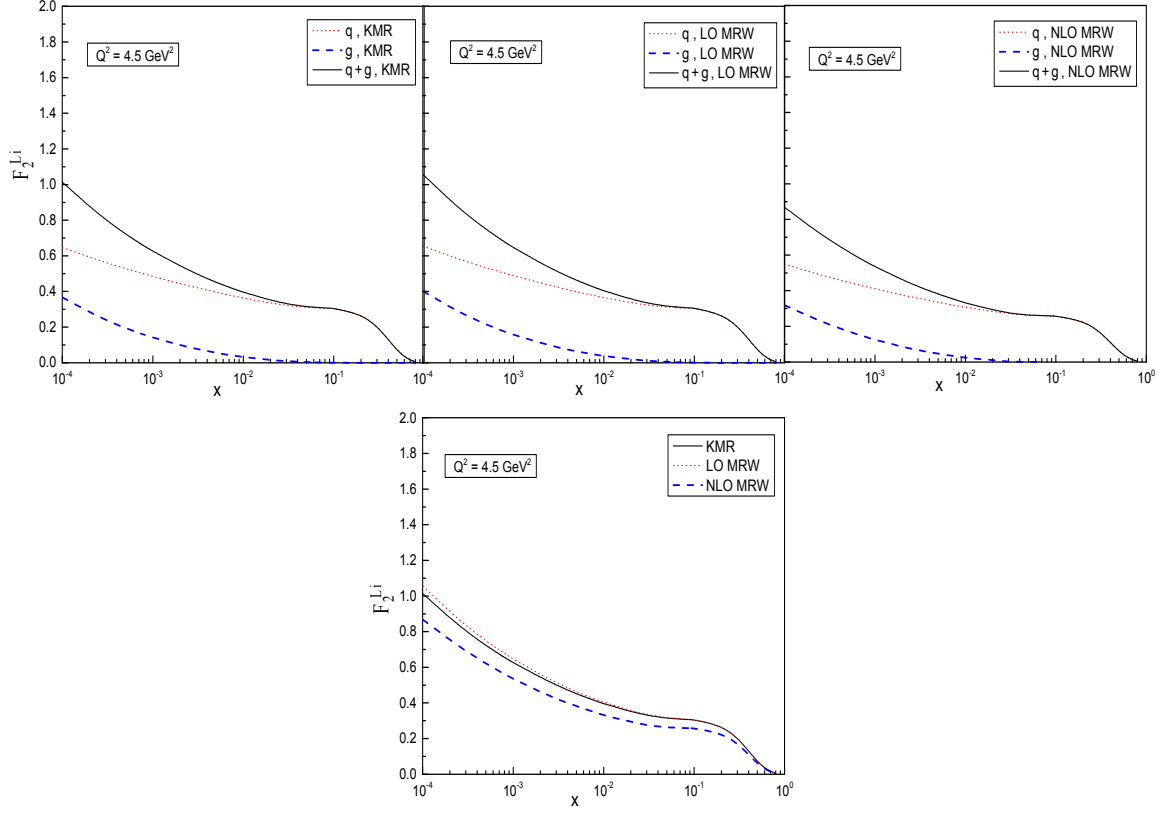 2.0
1.8
1.6
1.4
1.2
1.0
0.8
0.6
0.4
0.2
0.0
F₂^Li
Q² = 4.5 GeV²
q , KMR
g , KMR
q + g , KMR
10⁻⁴
10⁻³
10⁻²
10⁻¹
x
Q² = 4.5 GeV²
q , LO MRW
g , LO MRW
q + g , LO MRW
10⁻⁴
10⁻³
10⁻²
10⁻¹
x
Q² = 4.5 GeV²
q , NLO MRW
g , NLO MRW
q + g , NLO MRW
10⁻⁴
10⁻³
10⁻²
10⁻¹
10⁰
x
2.0
1.8
1.6
1.4
1.2
1.0
0.8
0.6
0.4
0.2
0.0
F₂^Li
Q² = 4.5 GeV²
KMR
LO MRW
NLO MRW
10⁻⁴
10⁻³
10⁻²
10⁻¹
10⁰
x